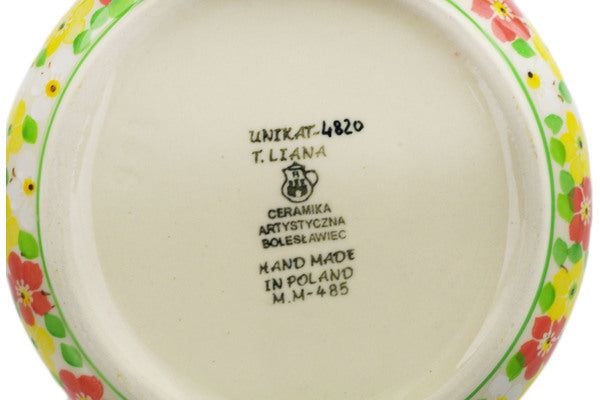 UNIKAT-4820
T. LIANA
CERAMIKA
ARTYSTYCZNA
BOLESŁAWIEC
HAND MADE
IN POLAND
M.M-485